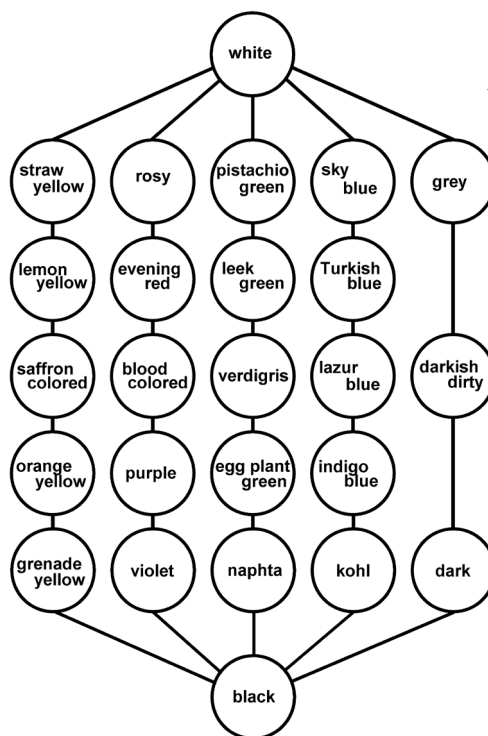 white
straw
yellow
rosy
pistachio
green
sky
blue
grey
lemon
yellow
evening
red
leek
green
Turkish
blue
saffron
colored
blood
colored
verdigris
lazur
blue
darkish
dirty
orange
yellow
purple
egg plant
green
indigo
blue
grenade
yellow
violet
naphta
kohl
dark
black